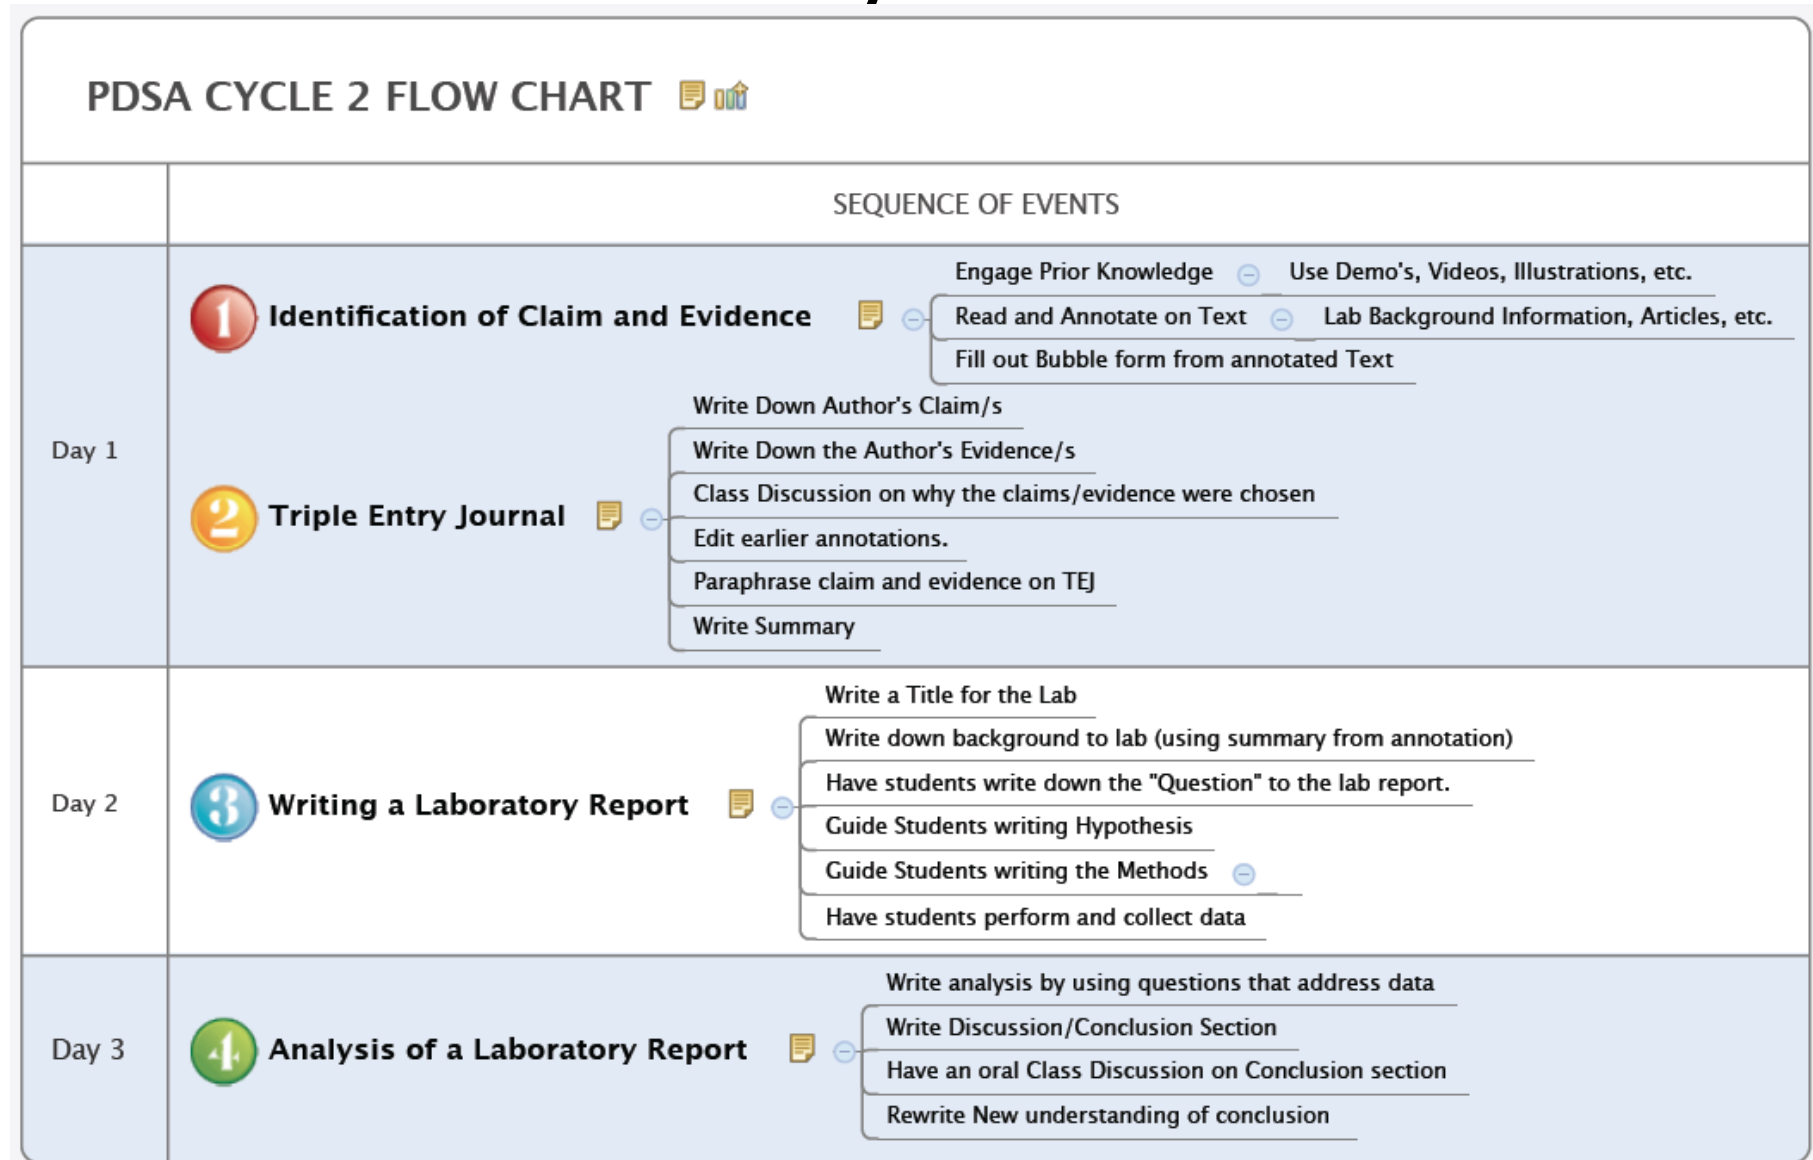 PDSA CYCLE 2 FLOW CHART
SEQUENCE OF EVENTS
Day 1
1 Identification of Claim and Evidence
Engage Prior Knowledge Use Demo's, Videos, Illustrations, etc.
Read and Annotate on Text Lab Background Information, Articles, etc.
Fill out Bubble form from annotated Text
2 Triple Entry Journal
Write Down Author's Claim/s
Write Down the Author's Evidence/s
Class Discussion on why the claims/evidence were chosen
Edit earlier annotations.
Paraphrase claim and evidence on TEJ
Write Summary
Day 2
3 Writing a Laboratory Report
Write a Title for the Lab
Write down background to lab (using summary from annotation)
Have students write down the "Question" to the lab report.
Guide Students writing Hypothesis
Guide Students writing the Methods
Have students perform and collect data
Day 3
4 Analysis of a Laboratory Report
Write analysis by using questions that address data
Write Discussion/Conclusion Section
Have an oral Class Discussion on Conclusion section
Rewrite New understanding of conclusion